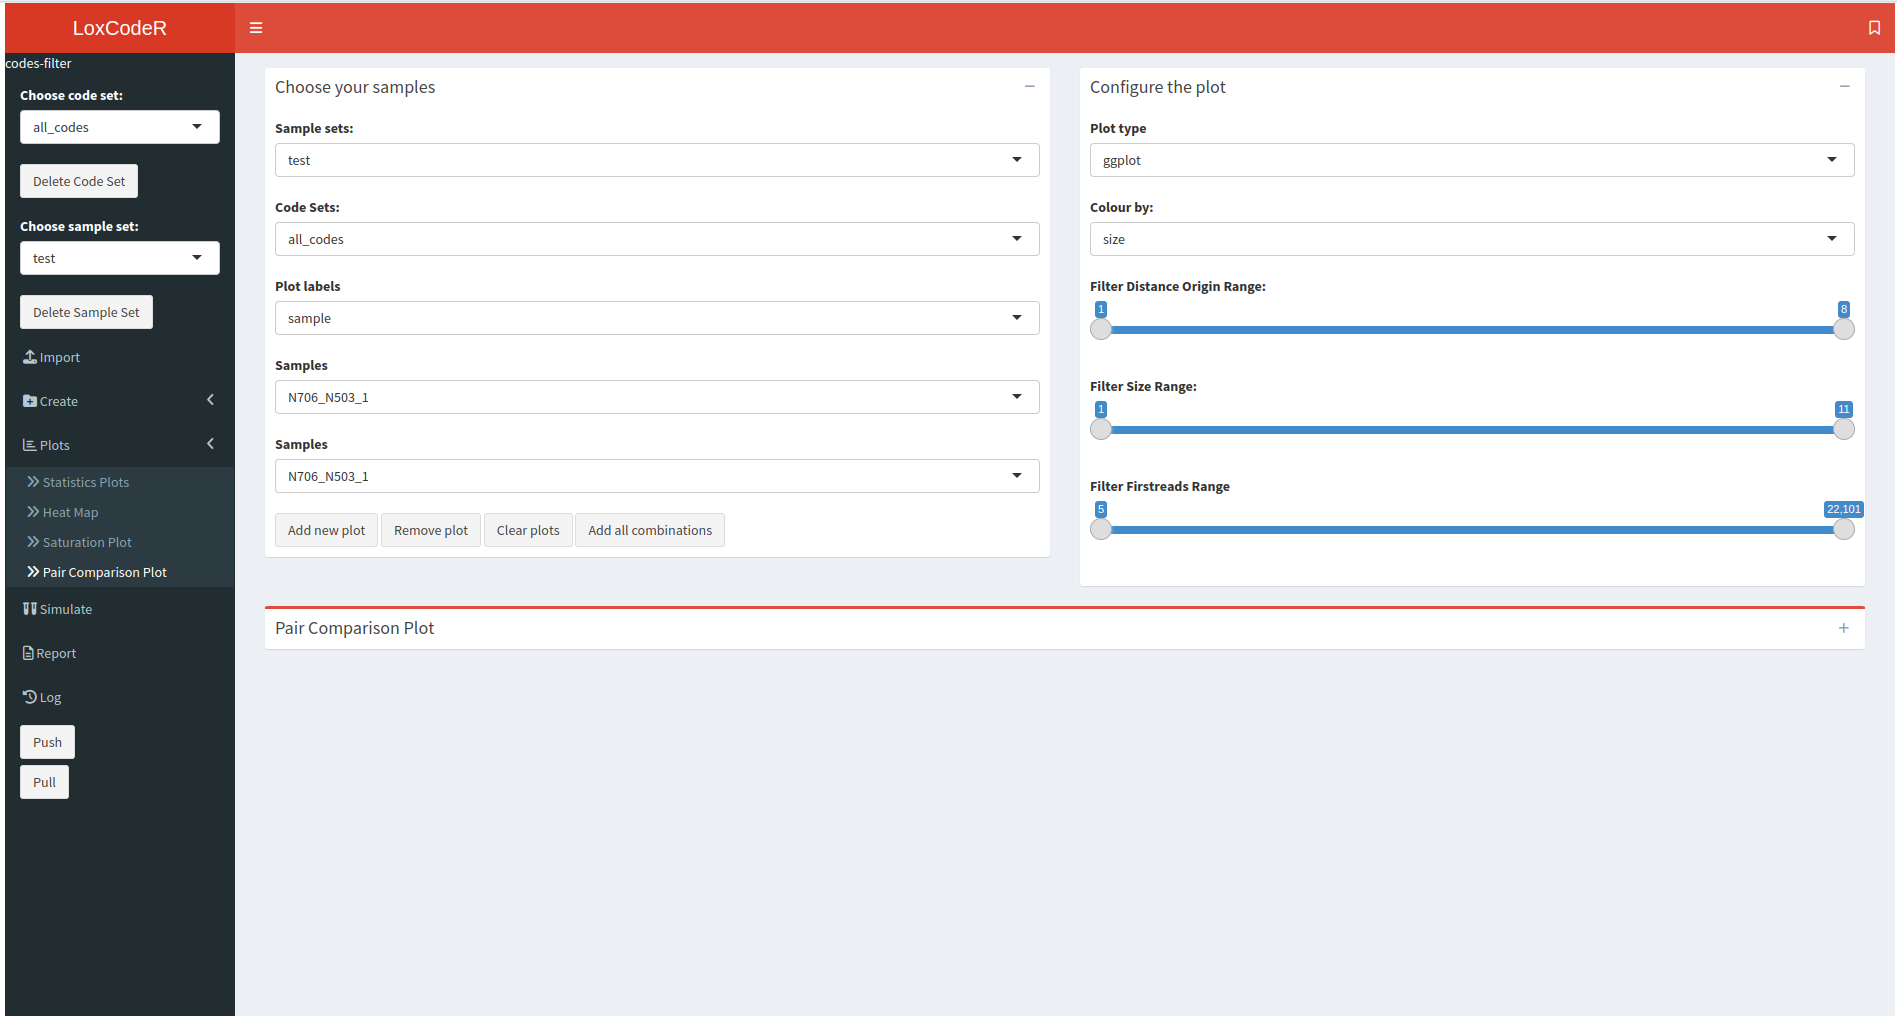 LoxCodeR
codes-filter
Choose code set:
all_codes
Delete Code Set
Choose sample set:
test
Delete Sample Set
Import
Create
Plots
Statistics Plots
Heat Map
Saturation Plot
Pair Comparison Plot
Simulate
Report
Log
Push
Pull
Choose your samples
Sample sets:
test
Code Sets:
all_codes
Plot labels
sample
Samples
N706_N503_1
Samples
N706_N503_1
Add new plot Remove plot Clear plots Add all combinations
Configure the plot
Plot type
ggplot
Colour by:
size
Filter Distance Origin Range:
1 8
Filter Size Range:
1 11
Filter Firstreads Range
5 22,101
Pair Comparison Plot